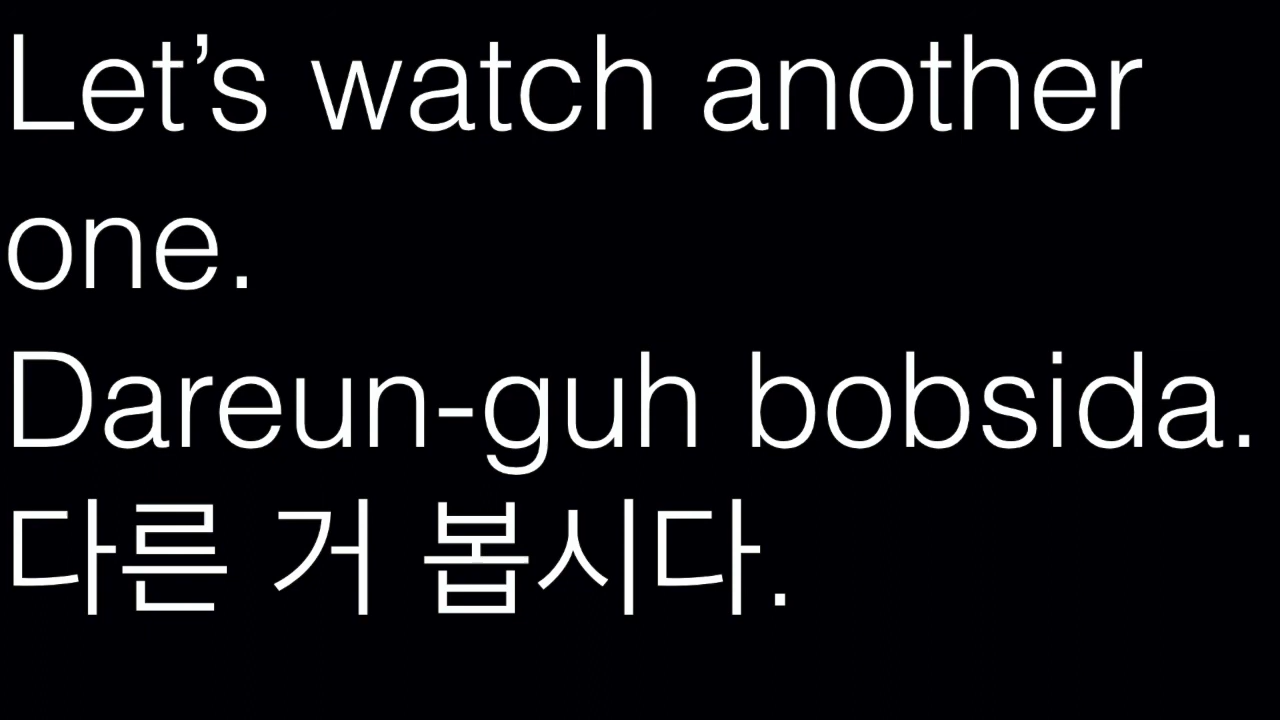 Let’s watch another
one.
Dareun-guh bobsida.
다른 거 봅시다.